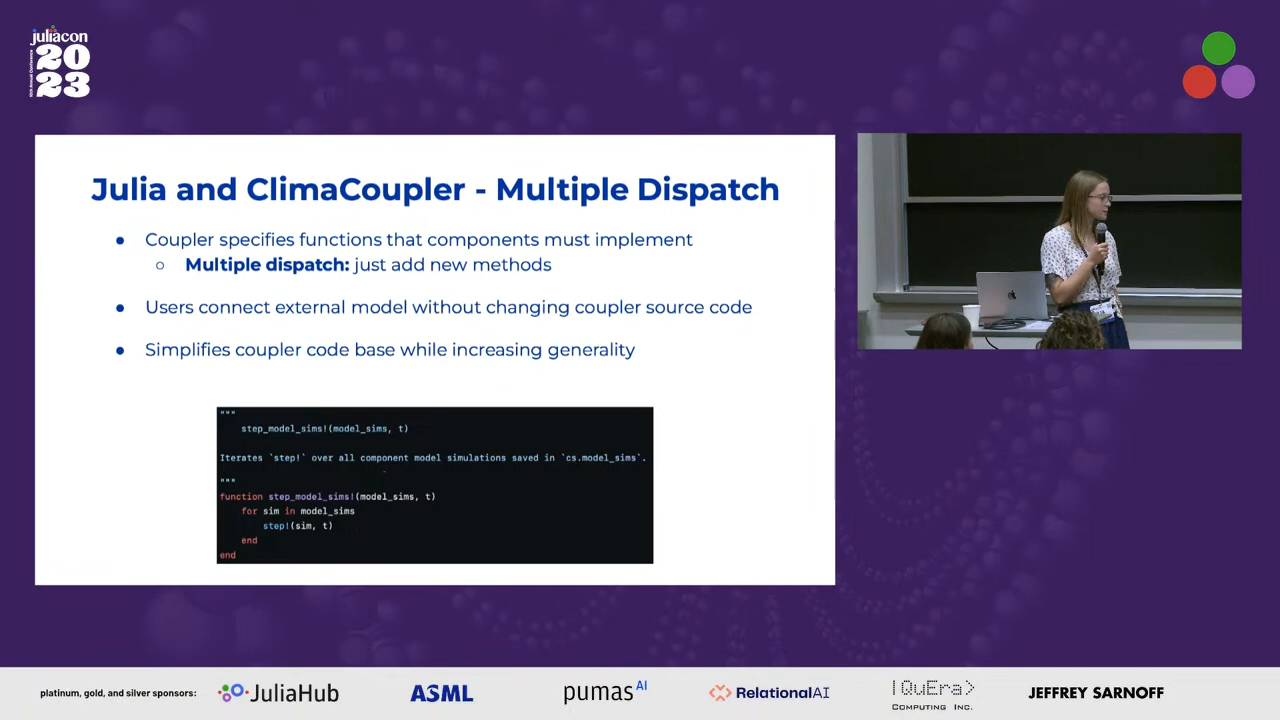 juliacon
20
23
Julia and ClimaCoupler - Multiple Dispatch
● Coupler specifies functions that components must implement
○ Multiple dispatch: just add new methods
● Users connect external model without changing coupler source code
● Simplifies coupler code base while increasing generality
"""
step_model_sims!(model_sims, t)
Iterates `step!` over all component model simulations saved in `cs.model_sims`.
"""
function step_model_sims!(model_sims, t)
for sim in model_sims
step!(sim, t)
end
end
platinum, gold, and silver sponsors:
JuliaHub
ASML
pumasAI
RelationalAI
|QuEra>
COMPUTING INC.
JEFFREY SARNOFF